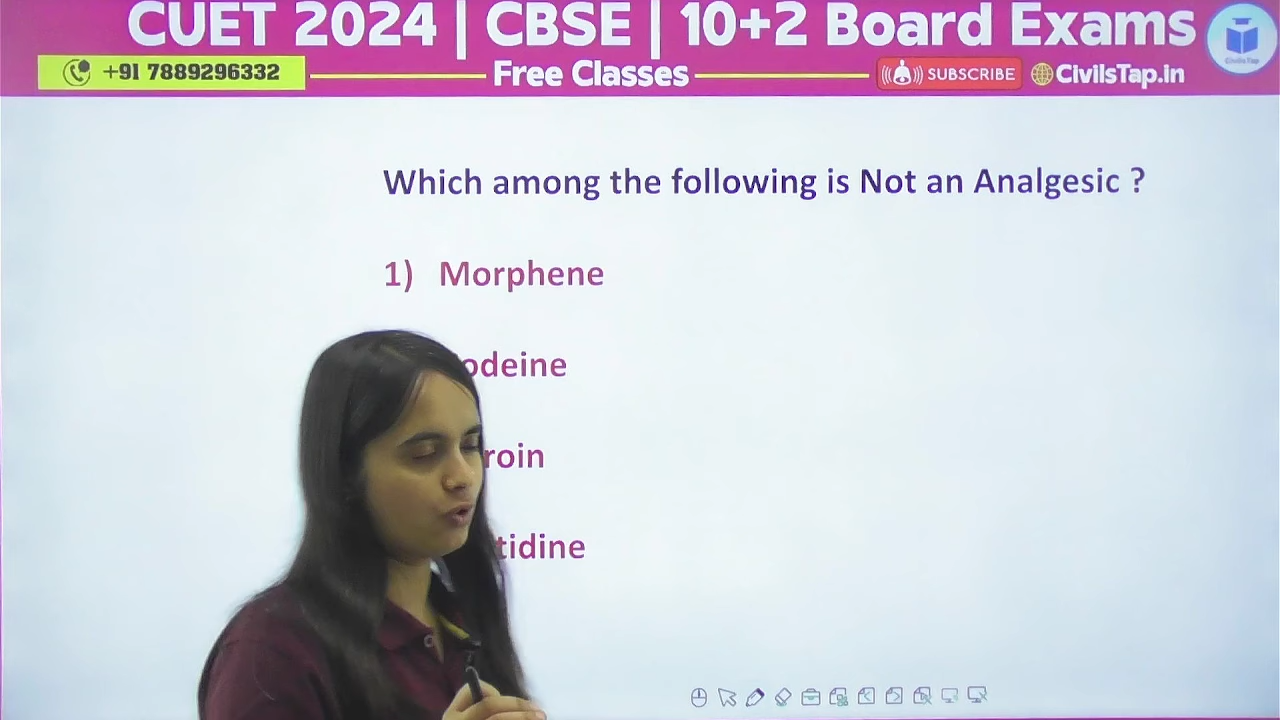 CUET 2024 | CBSE | 10+2 Board Exams
+91 7889296332
Free Classes
SUBSCRIBE
CivilsTap.in
CivilsTap
Which among the following is Not an Analgesic ?
1) Morphene
odeine
roin
tidine